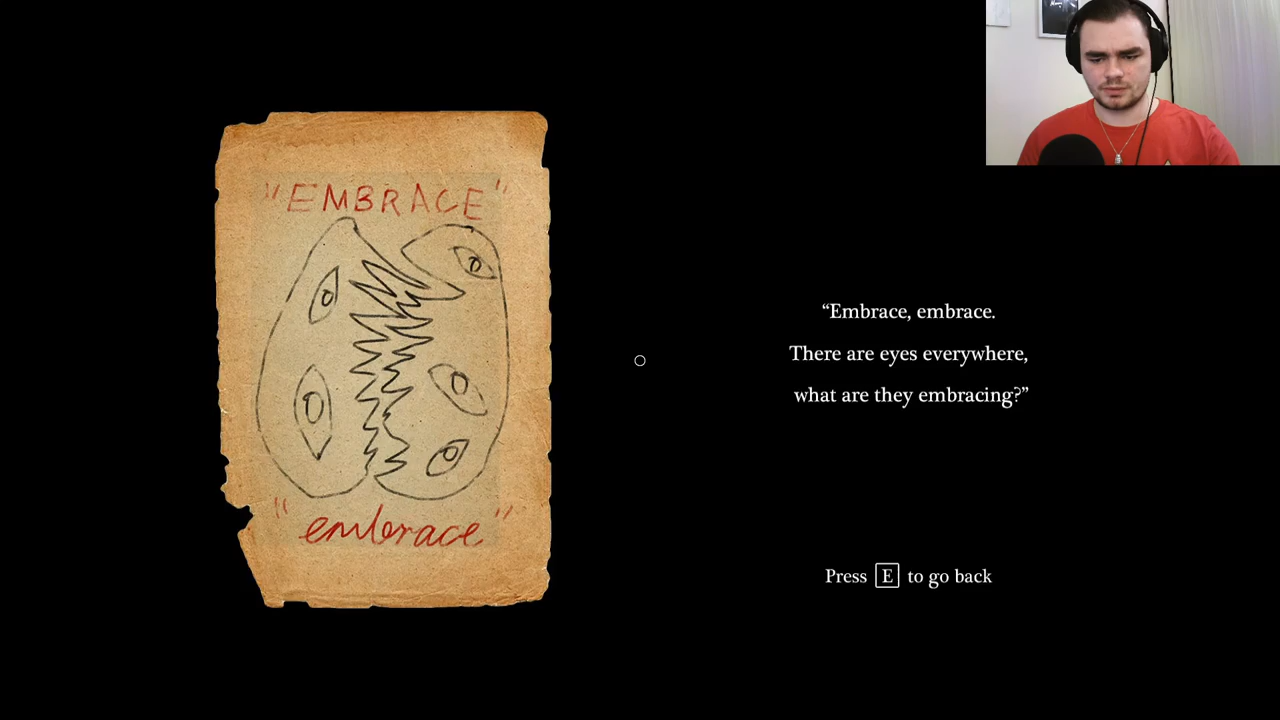 "EMBRACE"
"embrace"
“Embrace, embrace.
There are eyes everywhere,
what are they embracing?”
Press E to go back